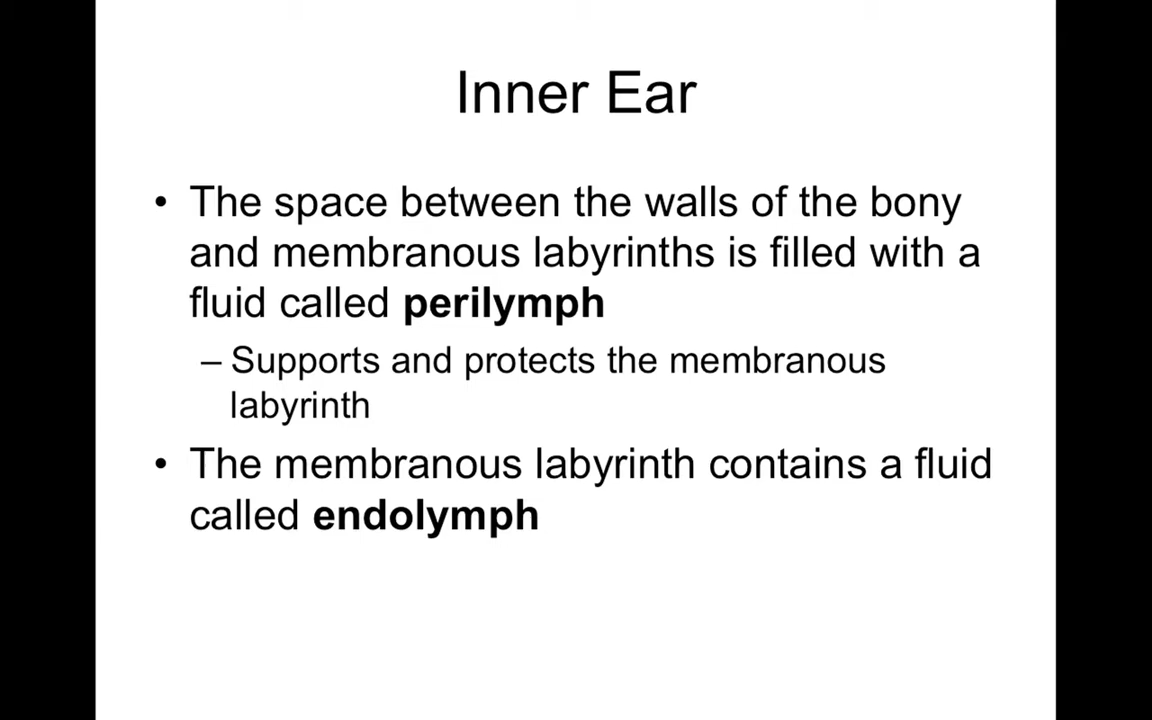 Inner Ear
• The space between the walls of the bony
and membranous labyrinths is filled with a
fluid called perilymph
– Supports and protects the membranous
labyrinth
• The membranous labyrinth contains a fluid
called endolymph